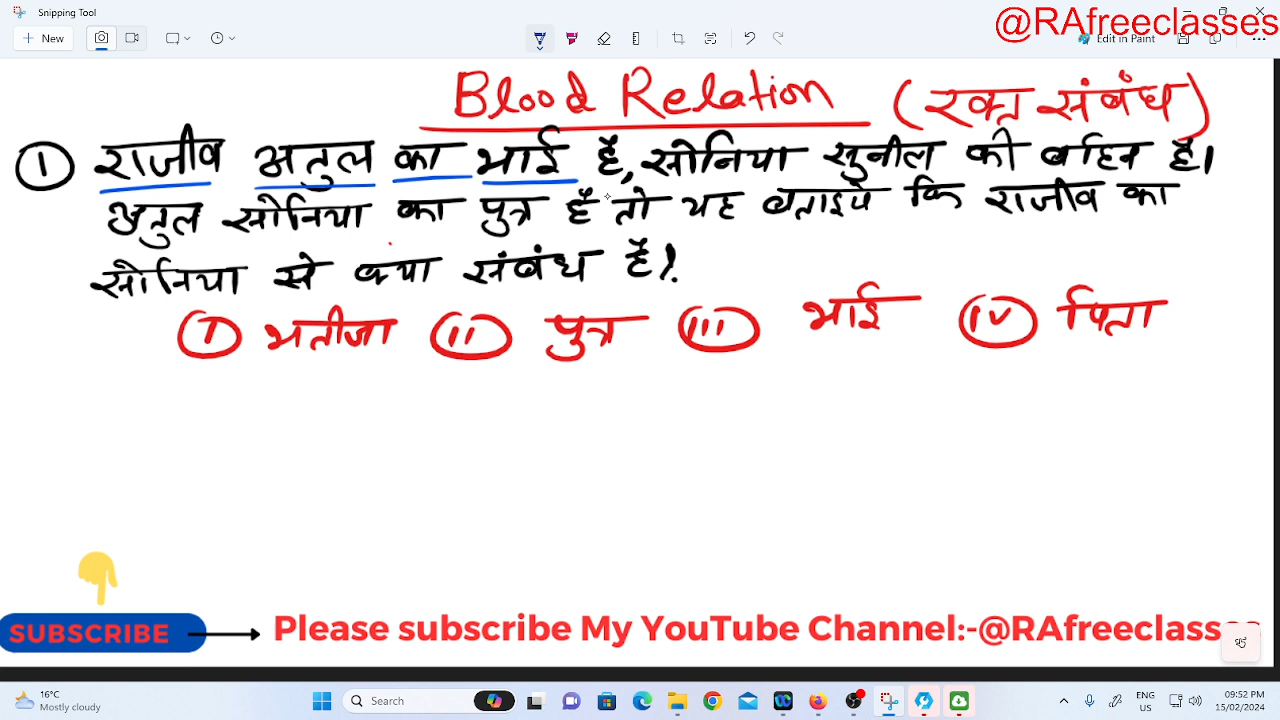 Snipping Tool
@RAfreeclasses
New
Edit in Paint
Blood Relation (रक्त संबंध)
① राजीव अतुल का भाई है, सोनिया सुनील की बहिन है।
अतुल सोनिया का पुत्र है तो यह बताइये कि राजीव का
सोनिया से क्या संबंध है?
I भतीजा II पुत्र III भाई IV पिता
SUBSCRIBE
Please subscribe My YouTube Channel:-@RAfreeclass
16°C
Mostly cloudy
Search
ENG
US
09:52 PM
15/02/2024